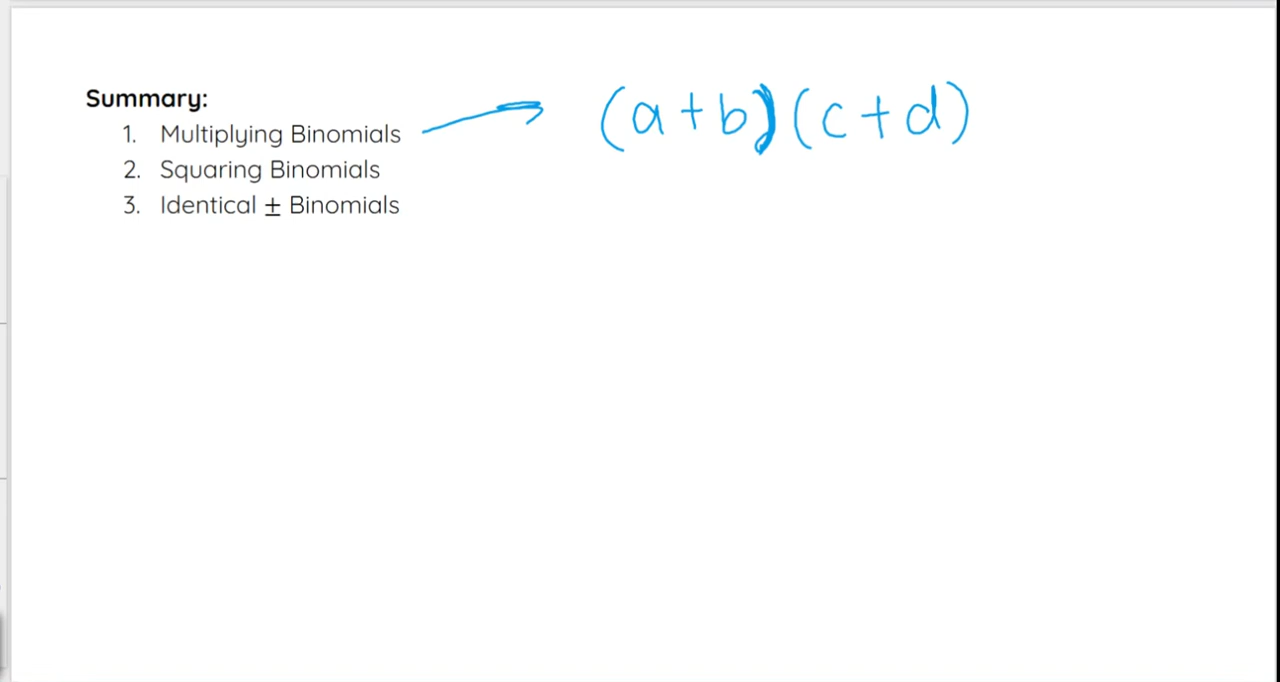 Summary:
1. Multiplying Binomials → (a+b)(c+d)
2. Squaring Binomials
3. Identical ± Binomials